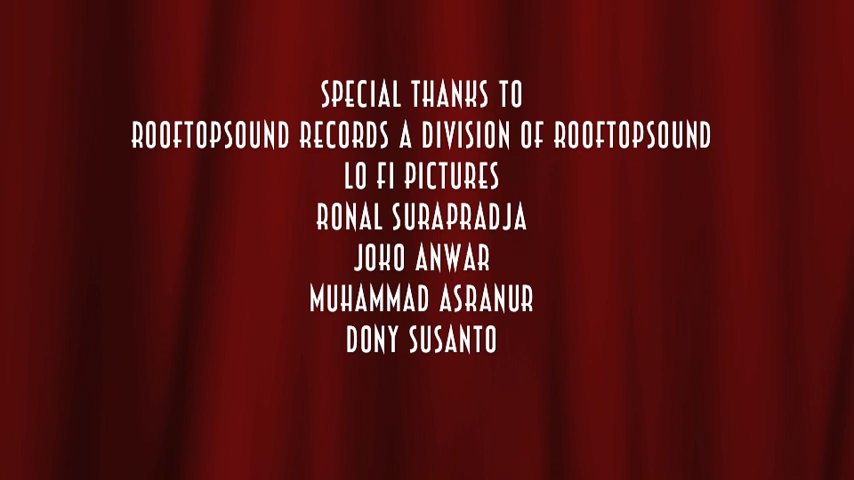 SPECIAL THANKS TO
ROOFTOPSOUND RECORDS A DIVISION OF ROOFTOPSOUND
LO FI PICTURES
RONAL SURAPRADJA
JOKO ANWAR
MUHAMMAD ASRANUR
DONY SUSANTO